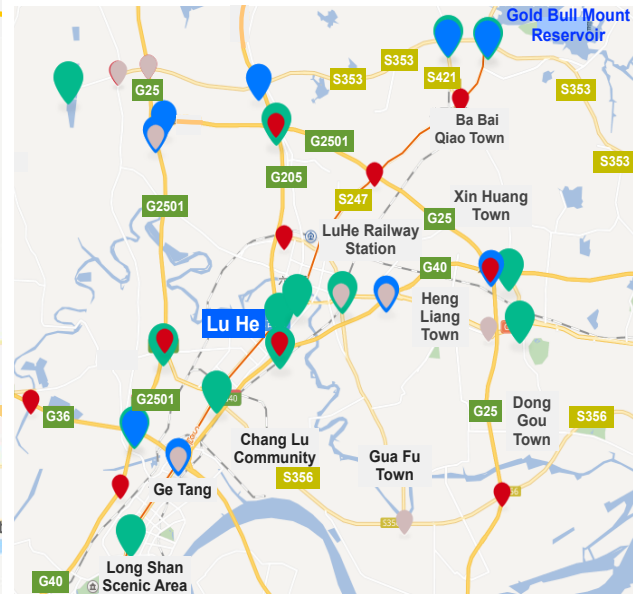 Gold Bull Mount
Reservoir
S353
S353
S421
G25
S353
Ba Bai
Qiao Town
G2501
S353
G205
S247
Xin Huang
Town
G2501
G25
LuHe Railway
Station
G40
Heng
Liang
Town
Lu He
G2501
40
G36
Dong
Gou
Town
G25
S356
Chang Lu
Community
Gua Fu
Town
S356
Ge Tang
Long Shan
Scenic Area
G40